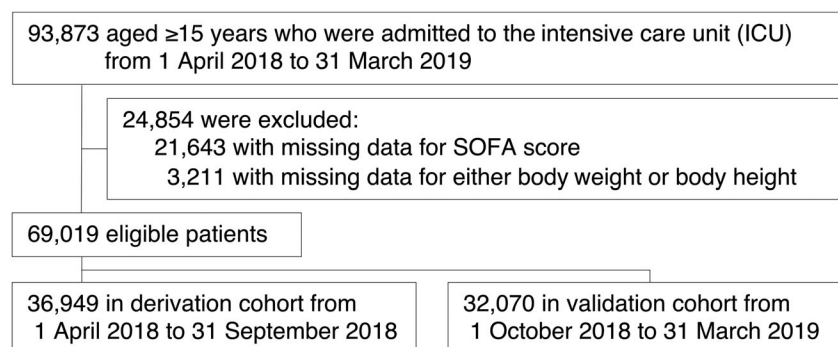 93,873 aged ≥15 years who were admitted to the intensive care unit (ICU)
from 1 April 2018 to 31 March 2019
24,854 were excluded:
21,643 with missing data for SOFA score
3,211 with missing data for either body weight or body height
69,019 eligible patients
36,949 in derivation cohort from
1 April 2018 to 31 September 2018
32,070 in validation cohort from
1 October 2018 to 31 March 2019